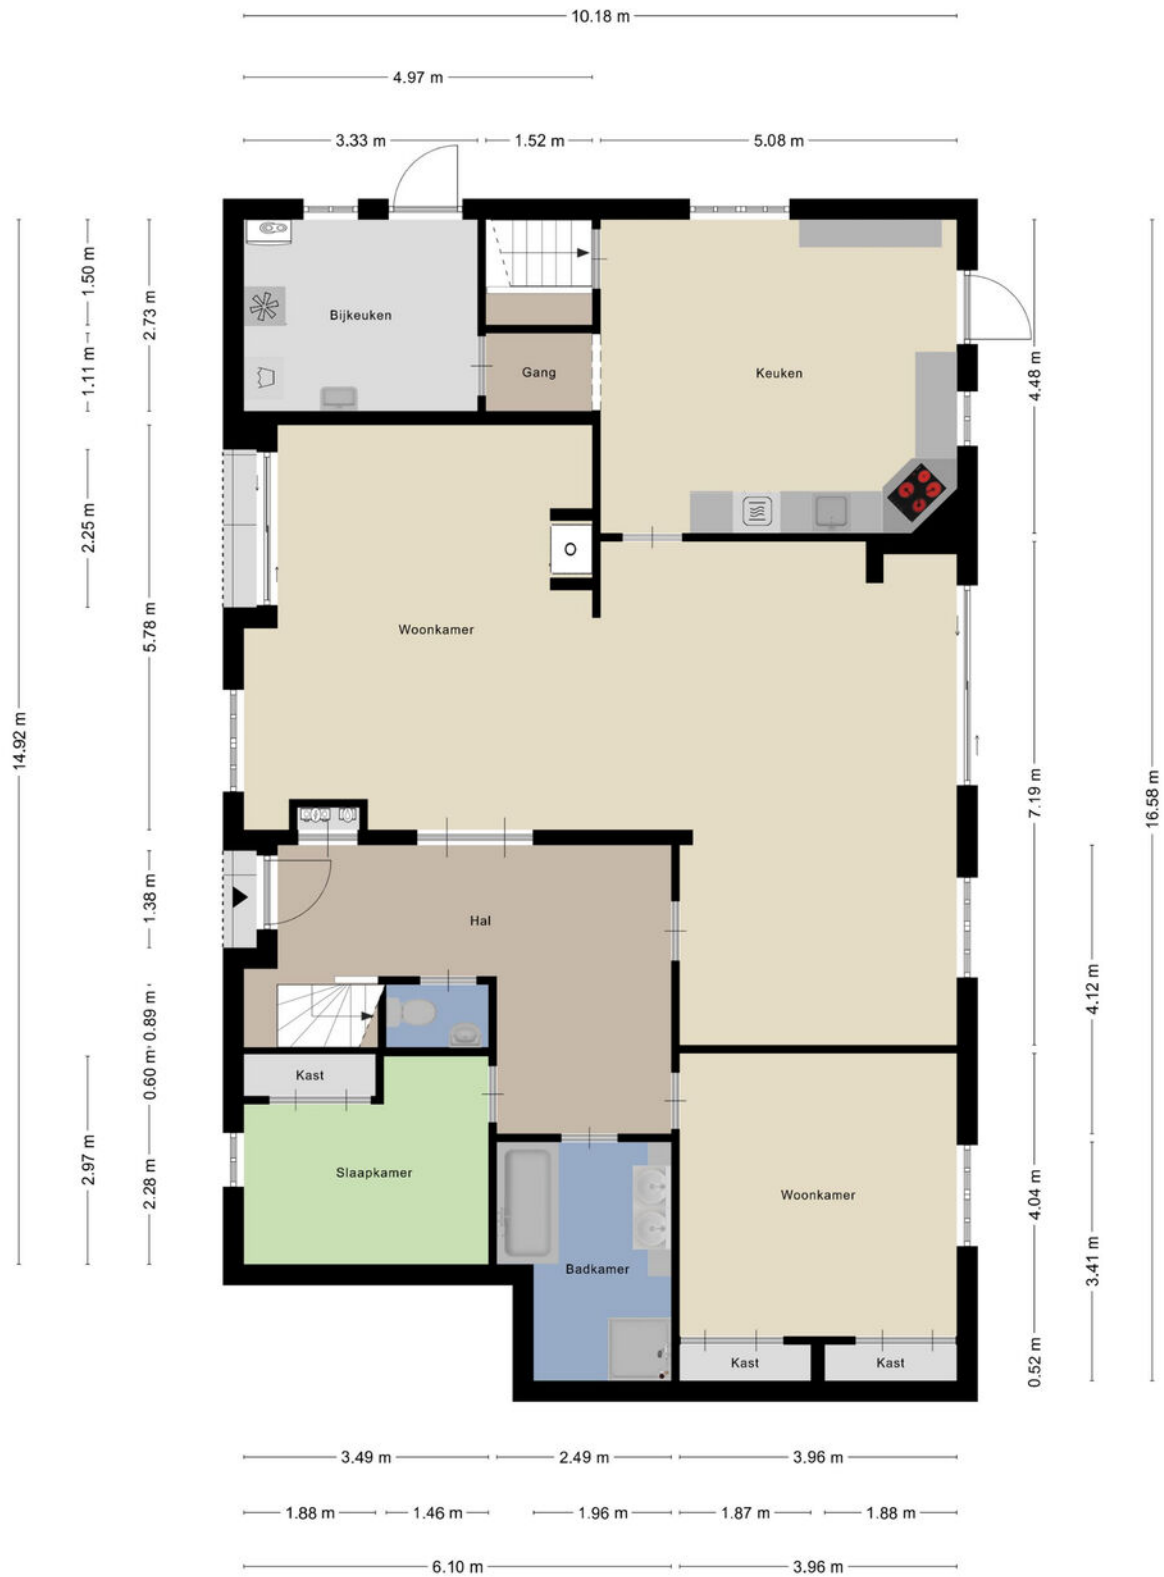 10.18 m
4.97 m
3.33 m
1.52 m
5.08 m
14.92 m
1.50 m
1.11 m
2.25 m
2.97 m
2.73 m
5.78 m
1.38 m
0.89 m
0.60 m
2.28 m
Bijkeuken
Gang
Keuken
Woonkamer
Hal
Kast
Slaapkamer
Badkamer
Woonkamer
Kast
Kast
4.48 m
7.19 m
4.04 m
0.52 m
4.12 m
3.41 m
16.58 m
3.49 m
2.49 m
3.96 m
1.88 m
1.46 m
1.96 m
1.87 m
1.88 m
6.10 m
3.96 m